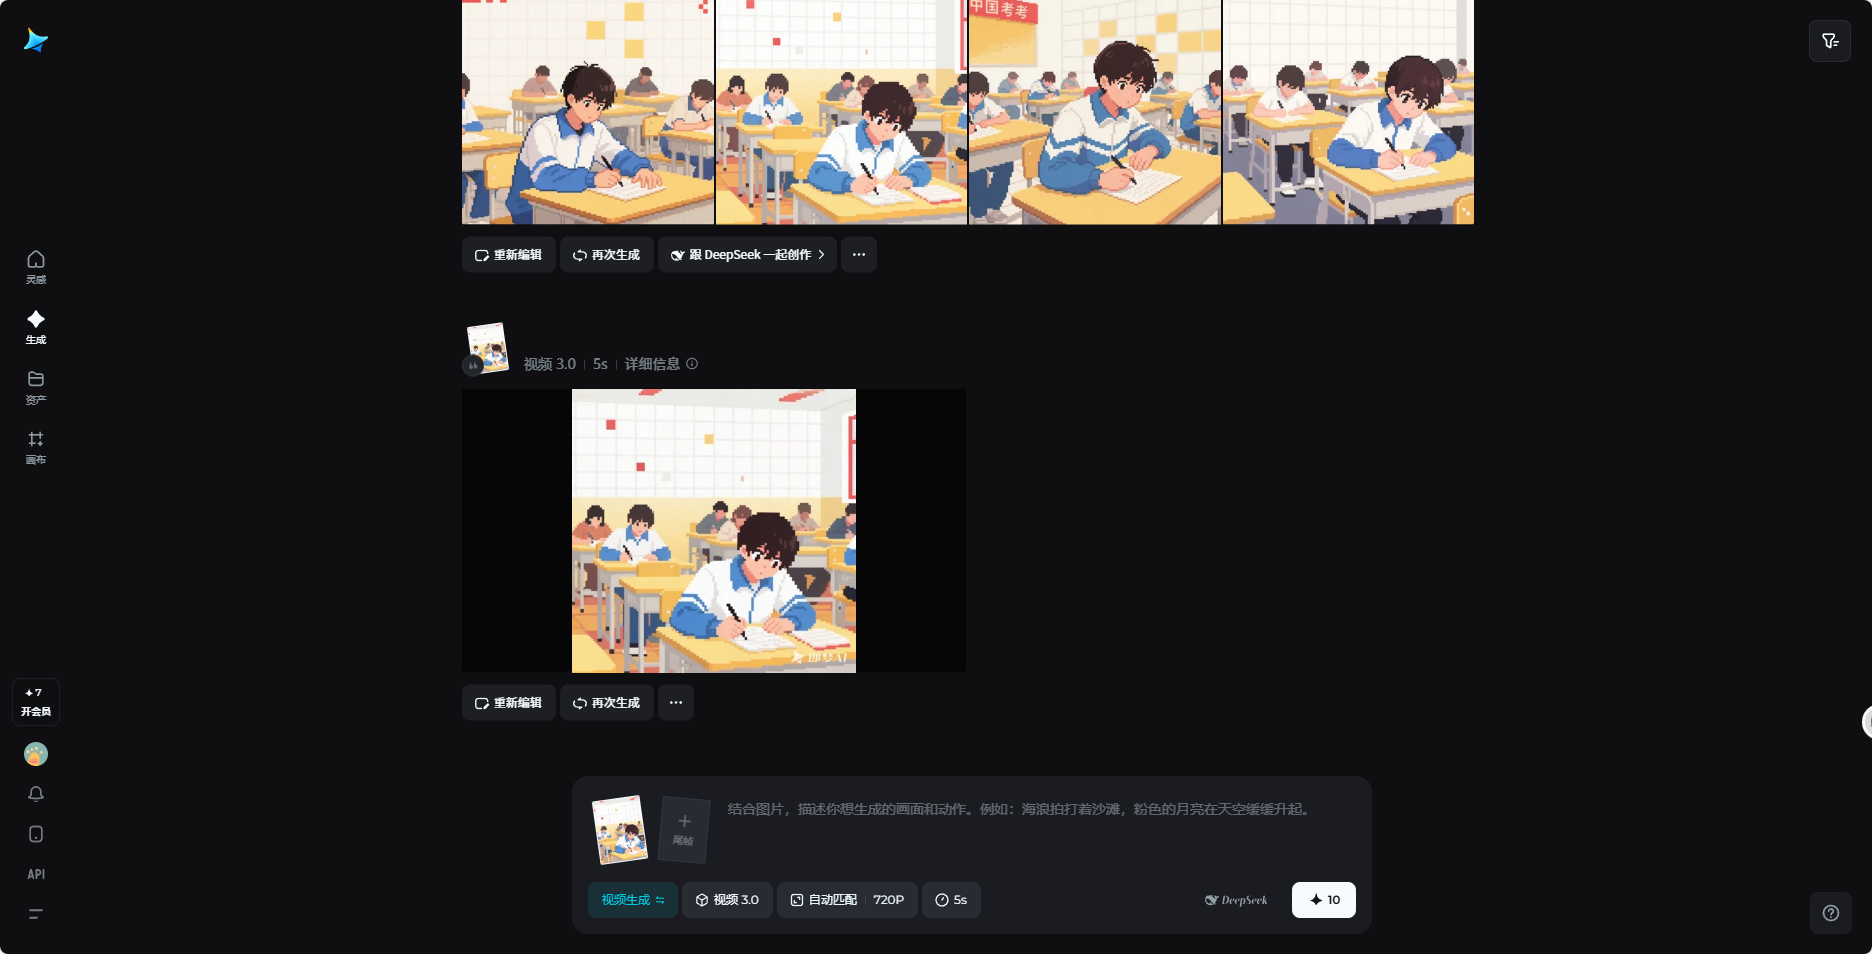 中国考考
重新编辑
再次生成
跟 DeepSeek 一起创作
灵感
生成
资产
画布
视频 3.0
5s
详细信息
即梦AI
重新编辑
再次生成
7
开会员
API
尾帧
结合图片，描述你想生成的画面和动作。例如：海浪拍打着沙滩，粉色的月亮在天空缓缓升起。
视频生成
视频 3.0
自动匹配
720P
5s
DeepSeek
10